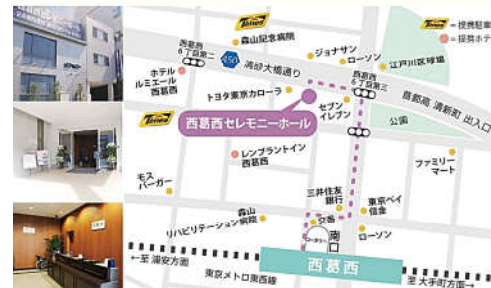 Times
= 提携駐車
= 提携ホテ
森山記念病院
ジョナサン
ローソン
江戸川区球場
西葛西
6丁目第二
450
清砂大橋通り
西葛西
6丁目第三
ホテル
ルミエール
西葛西
トヨタ東京カローラ
セブン
イレブン
首都高 清新町 出入口
Times
西葛西セレモニーホール
公園
レンブラントイン
西葛西
ファミリー
マート
モス
バーガー
三井住友
銀行
東京ベイ
信金
森山
リハビリテーション病院
交番
ロータリー
南口
ローソン
西葛西
←至 浦安方面
東京メトロ東西線
至 大手町方面→